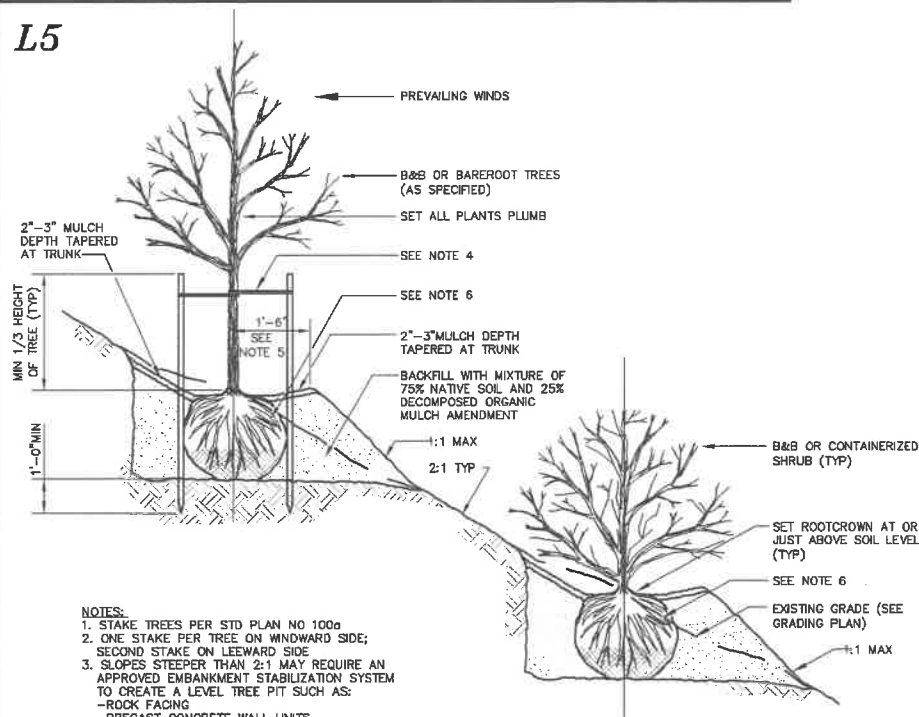 L5
PREVAILING WINDS
B&B OR BAREROOT TREES
(AS SPECIFIED)
SET ALL PLANTS PLUMB
2"-3" MULCH
DEPTH TAPERED
AT TRUNK
SEE NOTE 4
SEE NOTE 6
1'-6"
SEE
NOTE 5
2"-3"MULCH DEPTH
TAPERED AT TRUNK
MIN 1/3 HEIGHT
OF TREE (TYP)
BACKFILL WITH MIXTURE OF
75% NATIVE SOIL AND 25%
DECOMPOSED ORGANIC
MULCH AMENDMENT
1:1 MAX
2:1 TYP
1'-0"MIN
B&B OR CONTAINERIZED
SHRUB (TYP)
SET ROOTCROWN AT OR
JUST ABOVE SOIL LEVEL
(TYP)
SEE NOTE 6
EXISTING GRADE (SEE
GRADING PLAN)
1:1 MAX
NOTES:
1. STAKE TREES PER STD PLAN NO 100a
2. ONE STAKE PER TREE ON WINDWARD SIDE;
SECOND STAKE ON LEEWARD SIDE
3. SLOPES STEEPER THAN 2:1 MAY REQUIRE AN
APPROVED EMBANKMENT STABILIZATION SYSTEM
TO CREATE A LEVEL TREE PIT SUCH AS:
-ROCK FACING
-PRECAST CONCRETE WALL UNITS